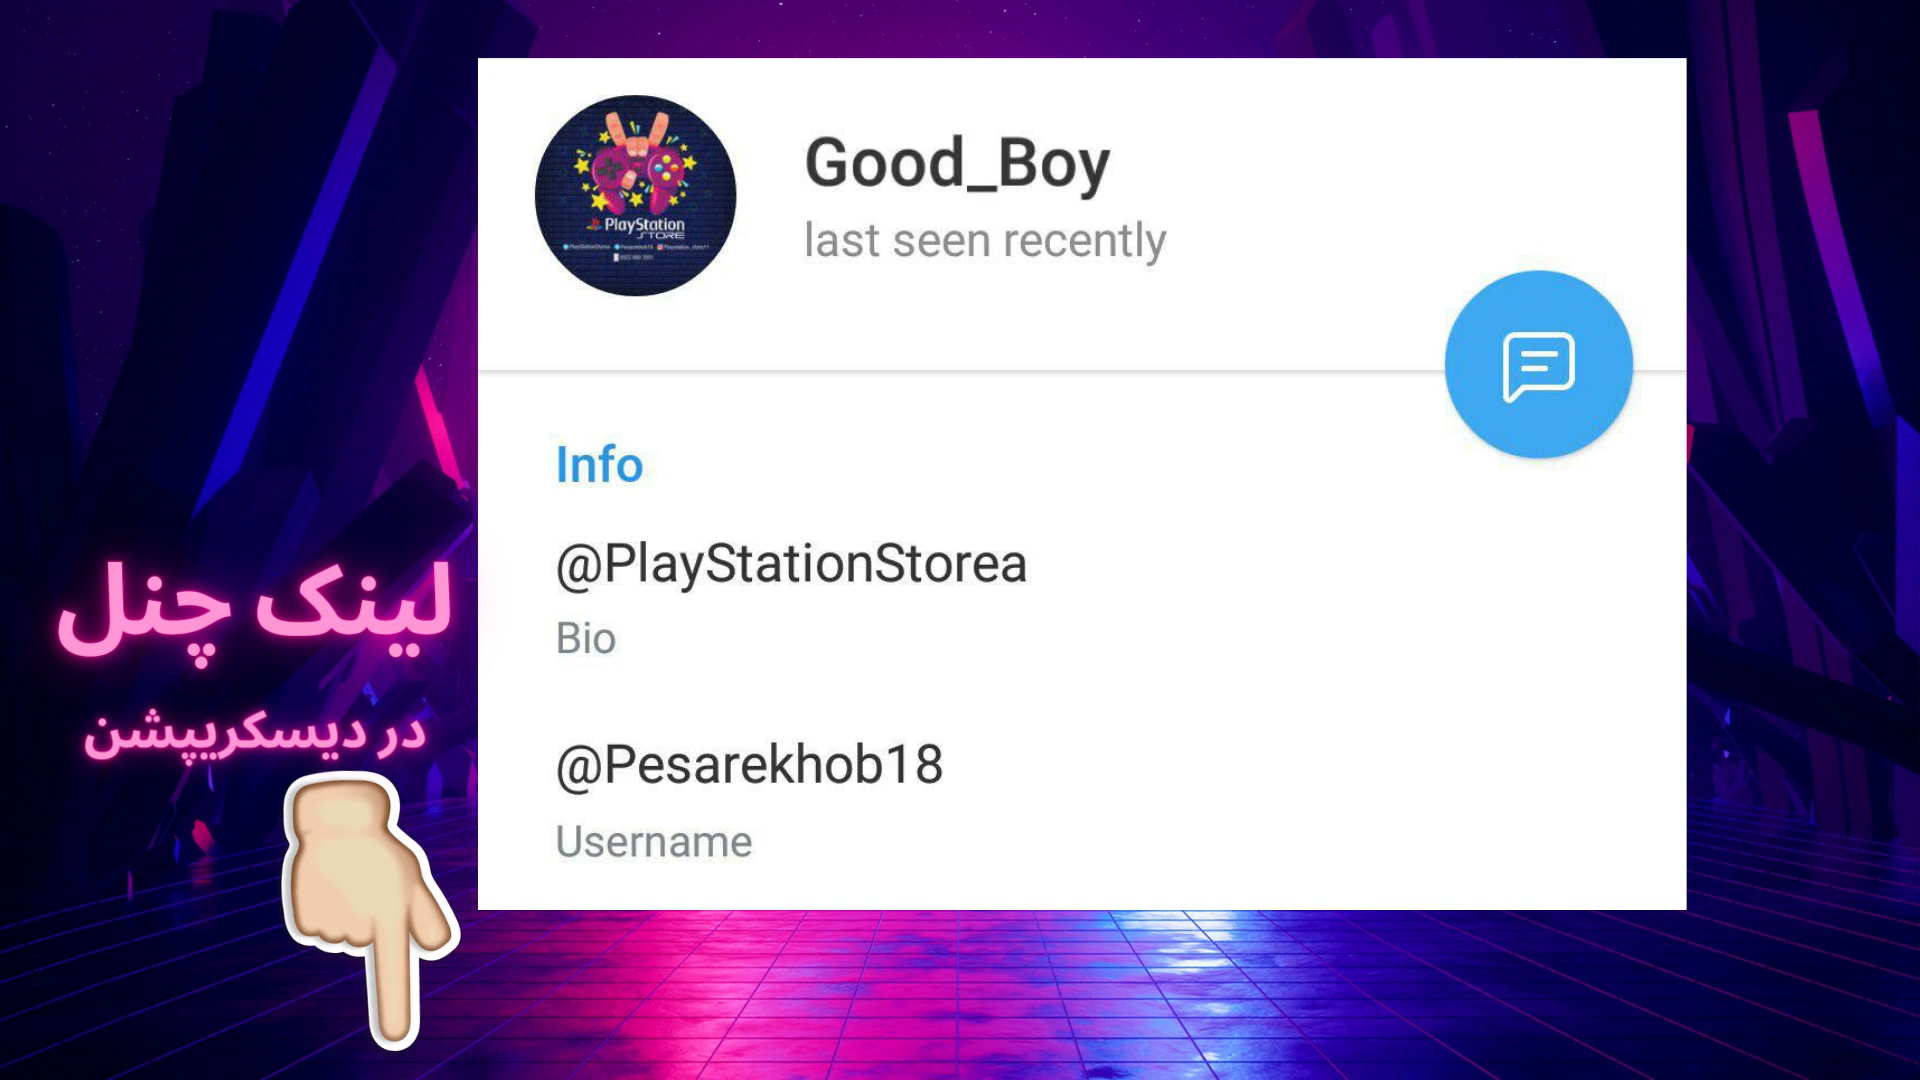 Good_Boy
last seen recently
PlayStation
STORE
Info
@PlayStationStorea
Bio
@Pesarekhob18
Username
لینک چنل
در دیسکریپشن